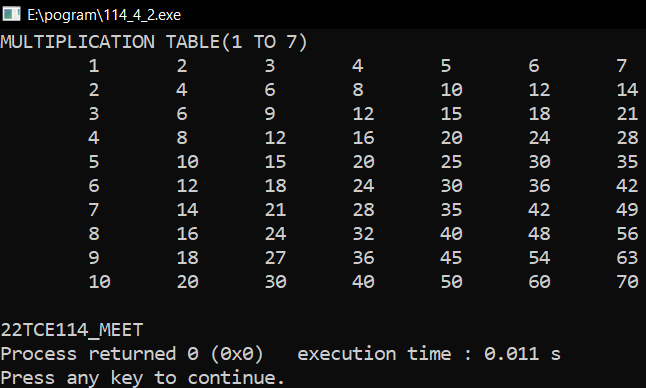 E:\pogram\114_4_2.exe
MULTIPLICATION TABLE(1 TO 7)
1 2 3 4 5 6 7
2 4 6 8 10 12 14
3 6 9 12 15 18 21
4 8 12 16 20 24 28
5 10 15 20 25 30 35
6 12 18 24 30 36 42
7 14 21 28 35 42 49
8 16 24 32 40 48 56
9 18 27 36 45 54 63
10 20 30 40 50 60 70
22TCE114_MEET
Process returned 0 (0x0)   execution time : 0.011 s
Press any key to continue.